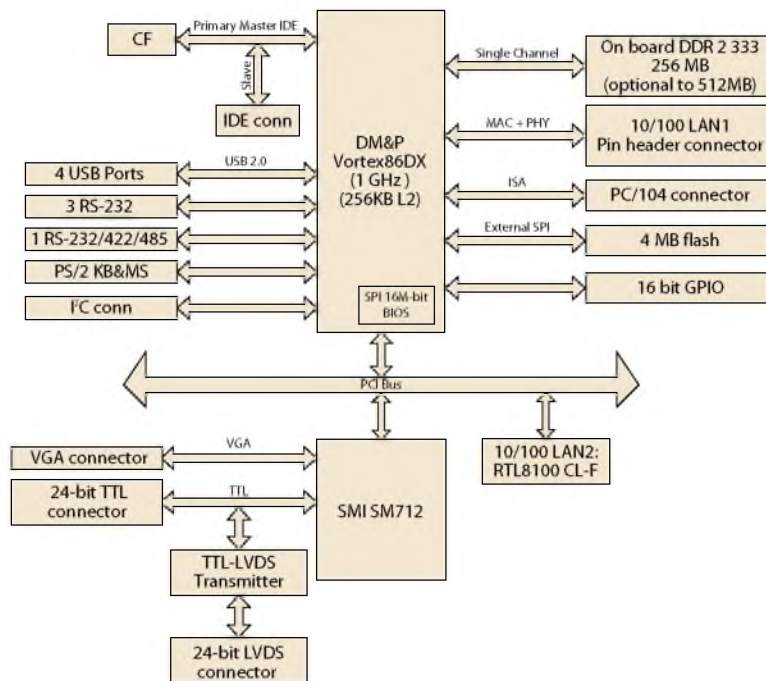 Primary Master IDE
CF
Slave
IDE conn
USB 2.0
4 USB Ports
3 RS-232
1 RS-232/422/485
PS/2 KB&MS
I²C conn
DM&P
Vortex86DX
(1 GHz )
(256KB L2)
SPI 16M-bit
BIOS
Single Channel
On board DDR 2 333
256 MB
(optional to 512MB)
MAC + PHY
10/100 LAN1
Pin header connector
ISA
PC/104 connector
External SPI
4 MB flash
16 bit GPIO
PCI Bus
VGA
VGA connector
TTL
24-bit TTL
connector
SMI SM712
10/100 LAN2:
RTL8100 CL-F
TTL-LVDS
Transmitter
24-bit LVDS
connector